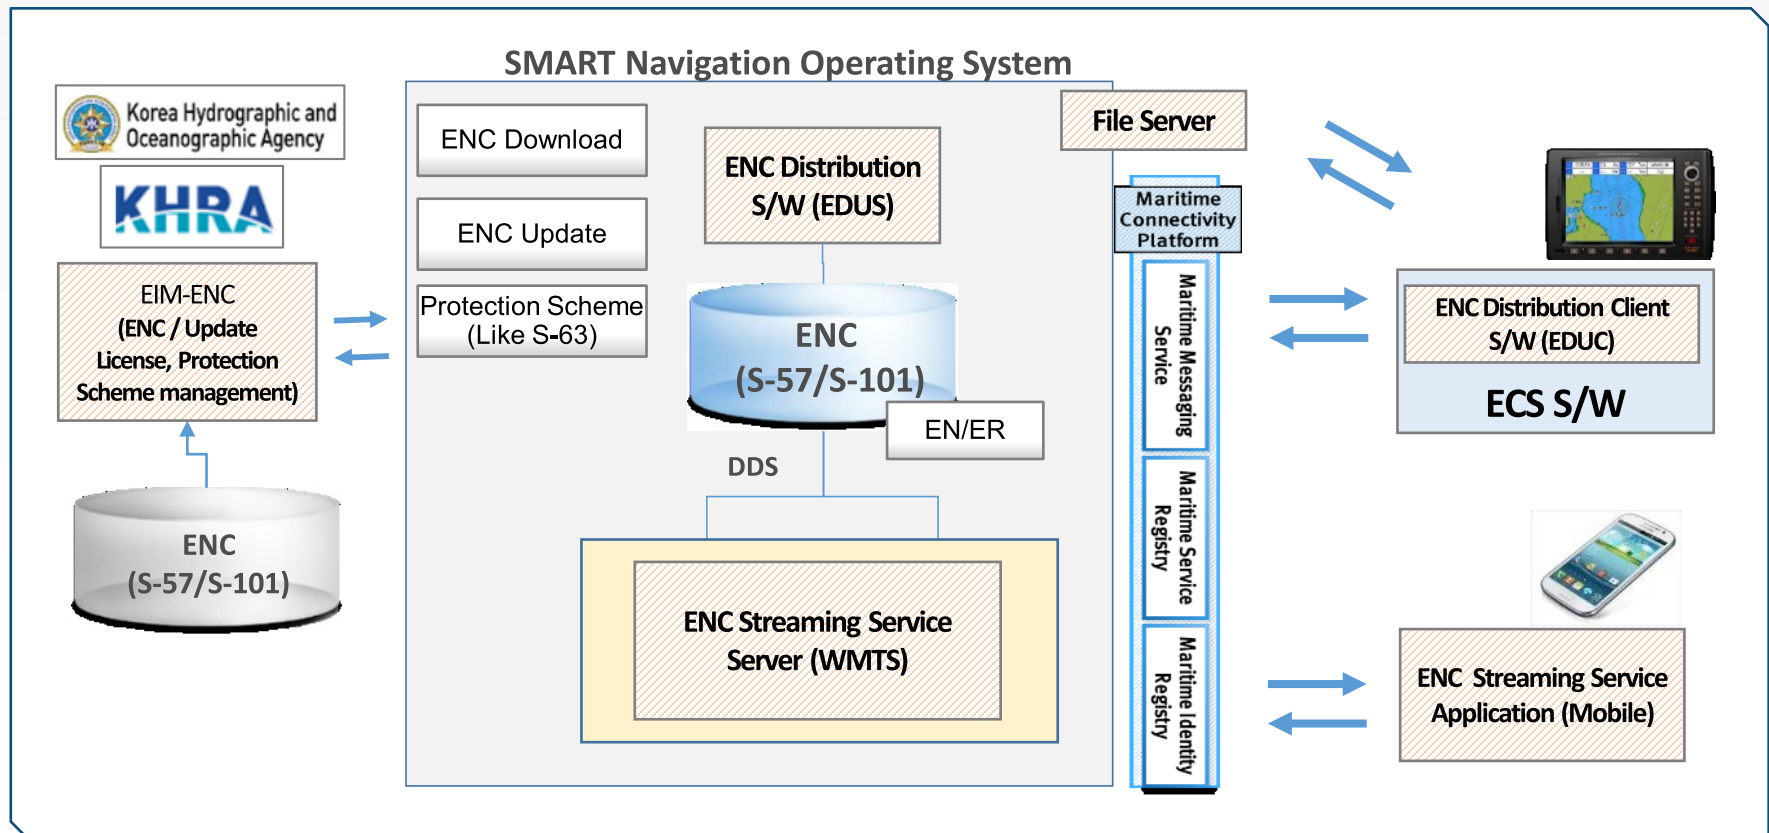 SMART Navigation Operating System
Korea Hydrographic and
Oceanographic Agency
KHRA
EIM-ENC
(ENC / Update
License, Protection
Scheme management)
ENC
(S-57/S-101)
ENC Download
ENC Update
Protection Scheme
(Like S-63)
ENC Distribution
S/W (EDUS)
ENC
(S-57/S-101)
EN/ER
DDS
ENC Streaming Service
Server (WMTS)
File Server
Maritime
Connectivity
Platform
Maritime Messaging
Service
Maritime Service
Registry
Maritime Identity
Registry
ENC Distribution Client
S/W (EDUC)
ECS S/W
ENC Streaming Service
Application (Mobile)